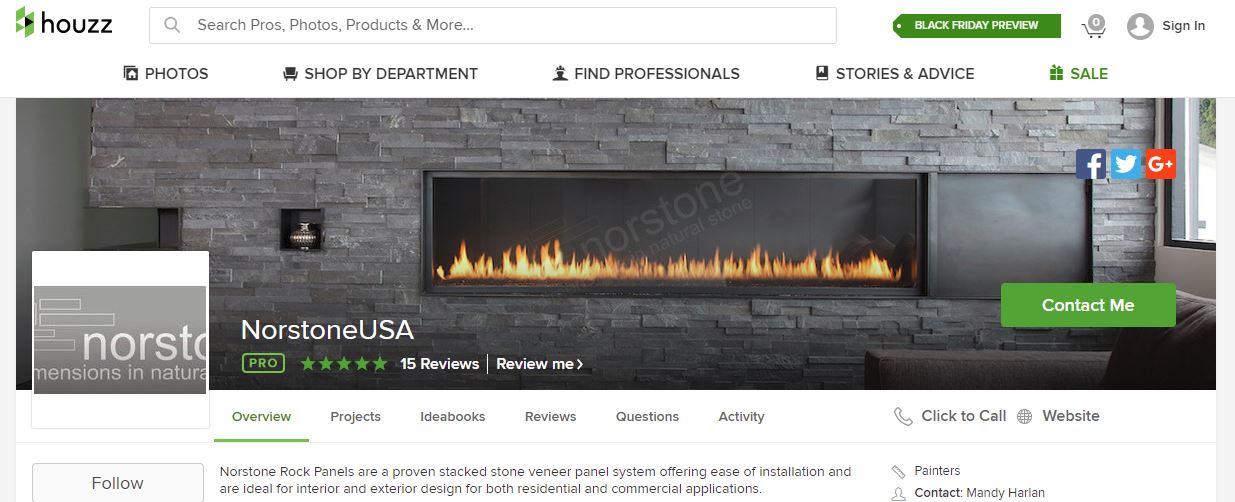 houzz
Search Pros, Photos, Products & More...
BLACK FRIDAY PREVIEW
0
Sign In
PHOTOS
SHOP BY DEPARTMENT
FIND PROFESSIONALS
STORIES & ADVICE
SALE
f
G+
norstone
in natural stone
norsto
mensions in natura
Contact Me
NorstoneUSA
PRO
15 Reviews
Review me
Overview
Projects
Ideabooks
Reviews
Questions
Activity
Click to Call
Website
Follow
Norstone Rock Panels are a proven stacked stone veneer panel system offering ease of installation and
are ideal for interior and exterior design for both residential and commercial applications.
Painters
Contact: Mandy Harlan